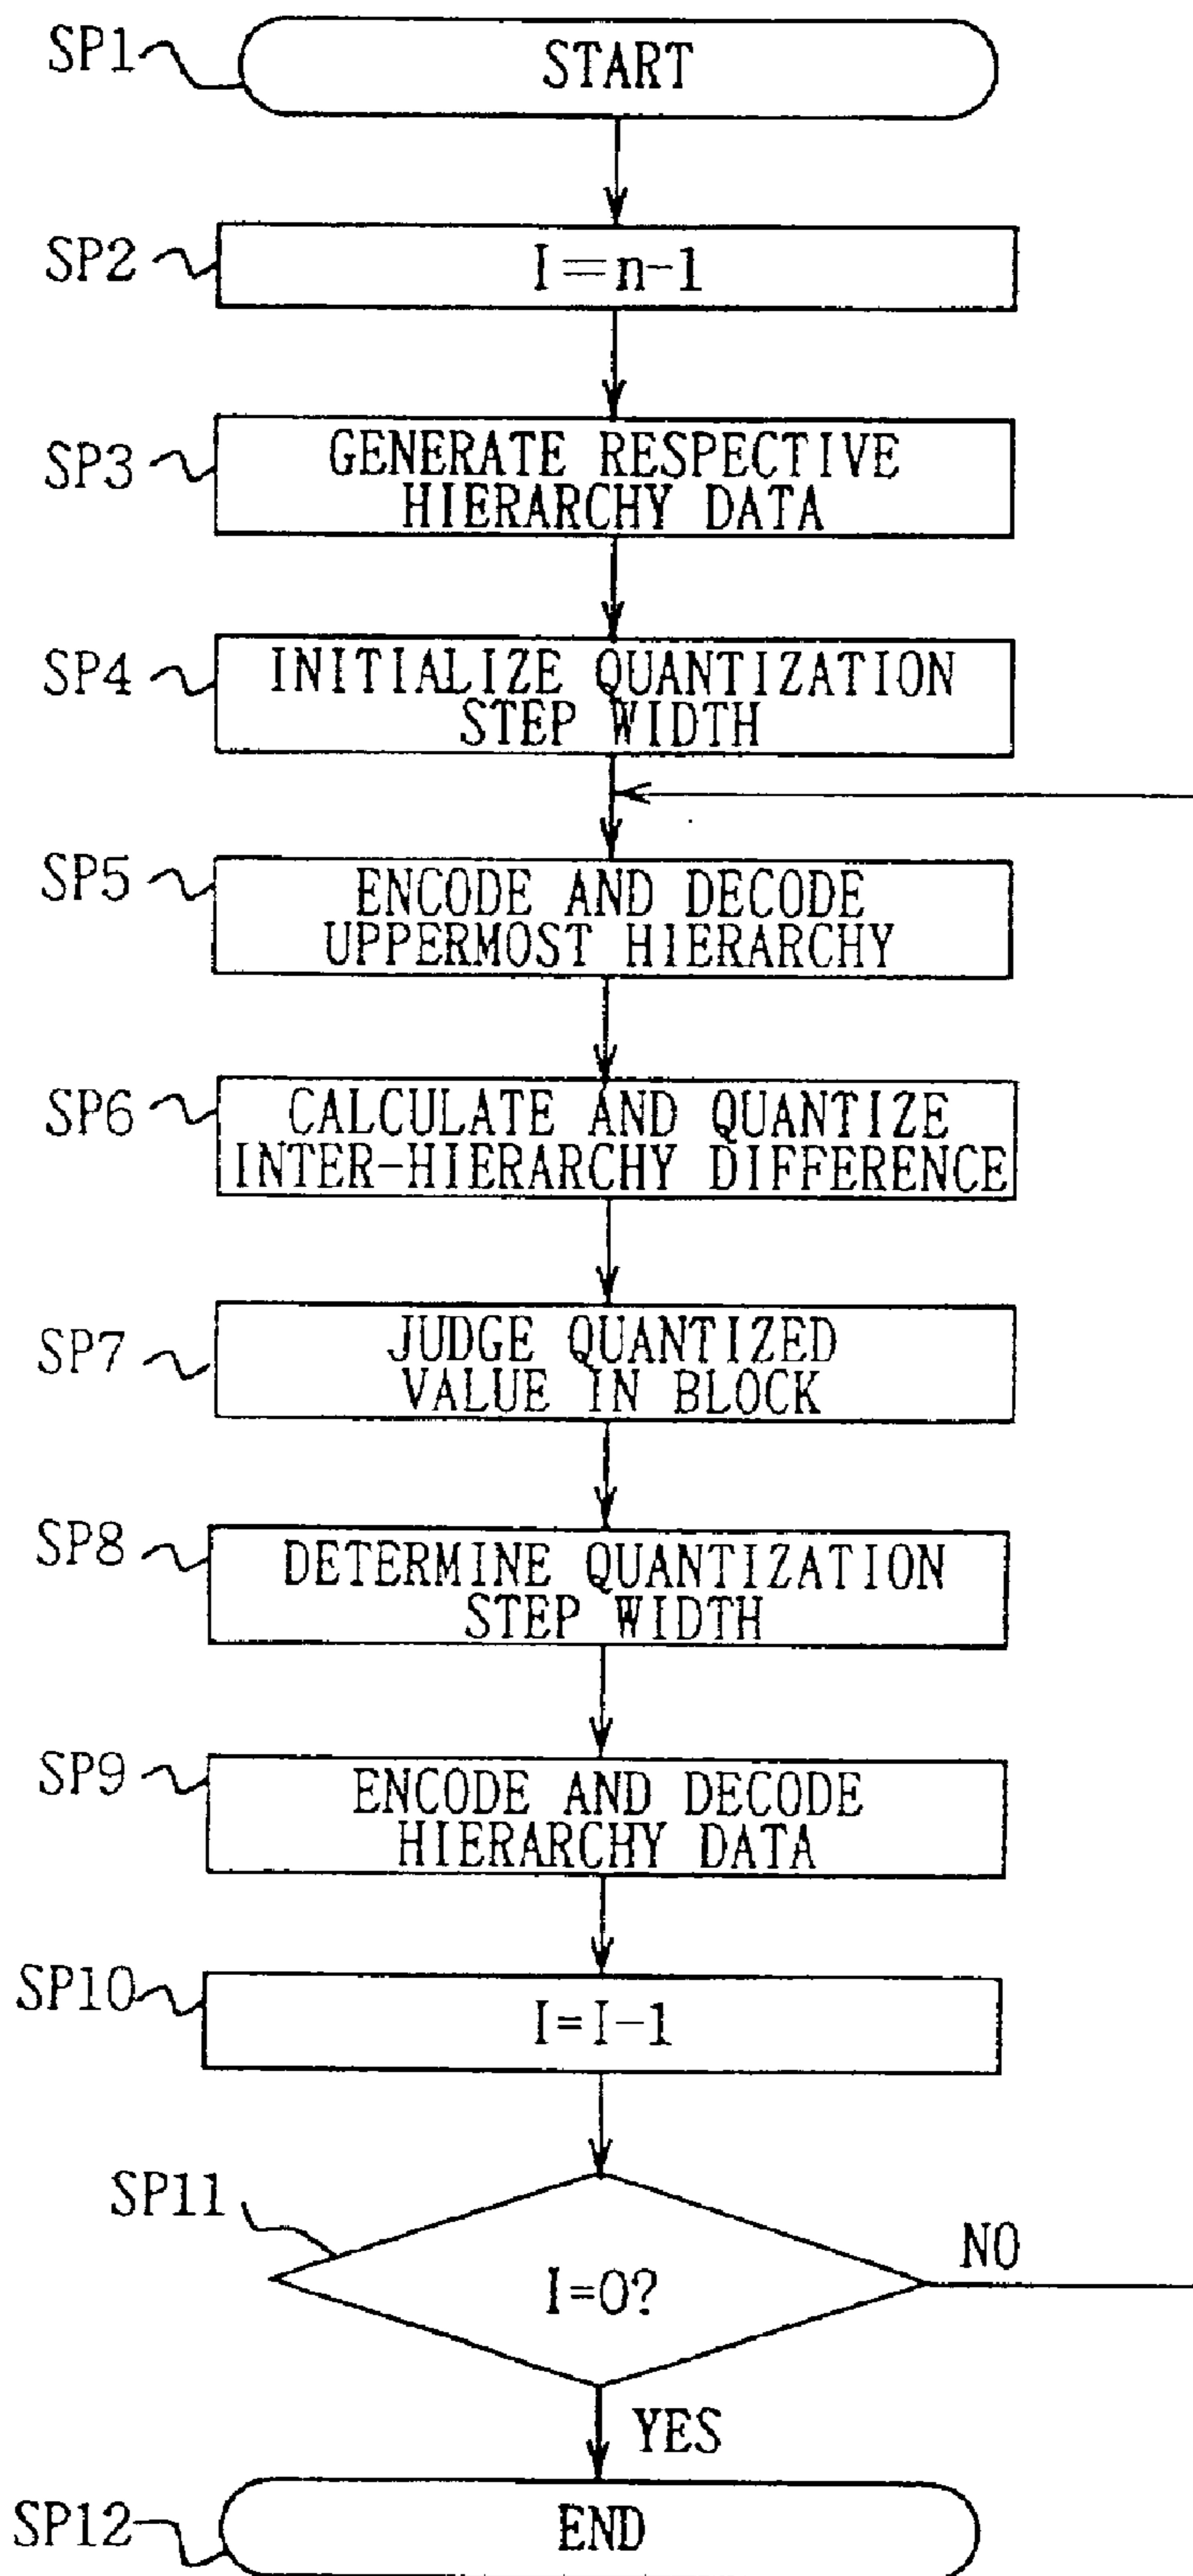 SP1
START
SP2
I=n-1
SP3
GENERATE RESPECTIVE
HIERARCHY DATA
SP4
INITIALIZE QUANTIZATION
STEP WIDTH
SP5
ENCODE AND DECODE
UPPERMOST HIERARCHY
SP6
CALCULATE AND QUANTIZE
INTER-HIERARCHY DIFFERENCE
SP7
JUDGE QUANTIZED
VALUE IN BLOCK
SP8
DETERMINE QUANTIZATION
STEP WIDTH
SP9
ENCODE AND DECODE
HIERARCHY DATA
SP10
I=I-1
SP11
I=0?
NO
YES
SP12
END